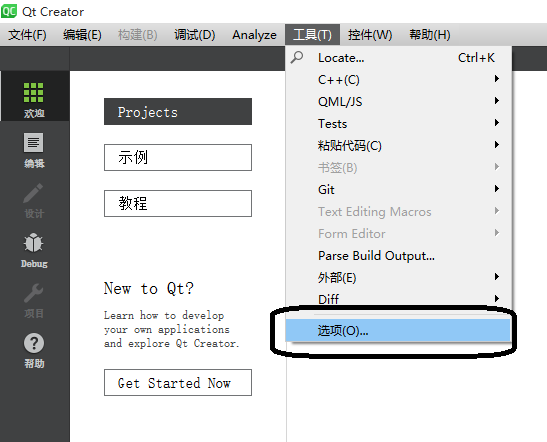 Qt Creator
文件(F) 编辑(E) 构建(B) 调试(D) Analyze 工具(T) 控件(W) 帮助(H)
欢迎
编辑
设计
Debug
项目
帮助
Projects
示例
教程
New to Qt?
Learn how to develop
your own applications
and explore Qt Creator.
Get Started Now
Locate... Ctrl+K
C++(C)
QML/JS
Tests
粘贴代码(C)
书签(B)
Git
Text Editing Macros
Form Editor
Parse Build Output...
外部(E)
Diff
选项(O)...